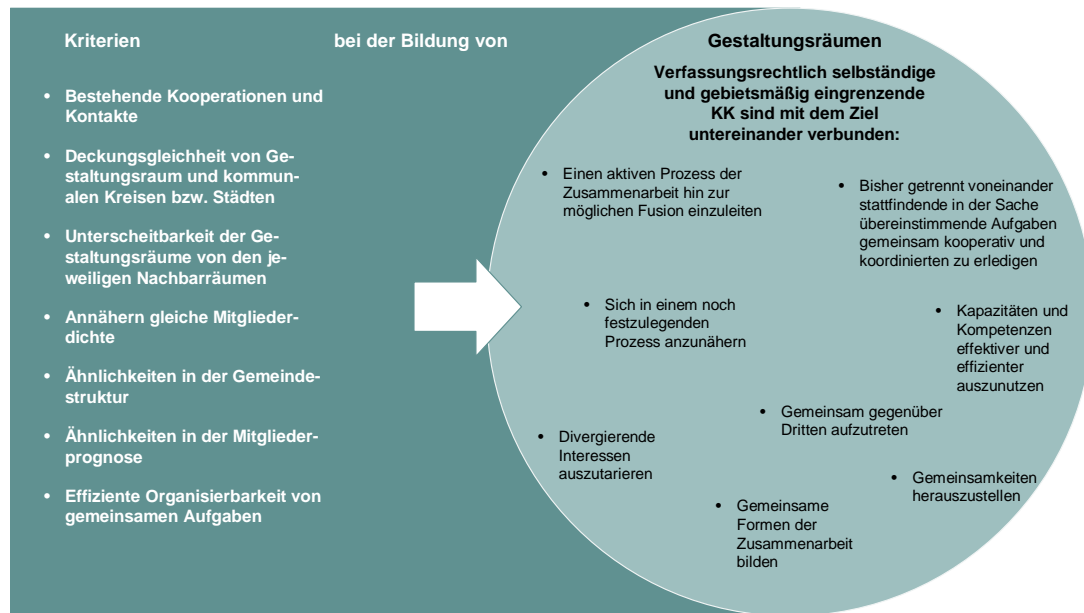 Kriterien bei der Bildung von Gestaltungsräumen
• Bestehende Kooperationen und
Kontakte
• Deckungsgleichheit von Ge-
staltungsraum und kommun-
alen Kreisen bzw. Städten
• Unterscheitbarkeit der Ge-
staltungsräume von den je-
weiligen Nachbarräumen
• Annähern gleiche Mitglieder-
dichte
• Ähnlichkeiten in der Gemeinde-
struktur
• Ähnlichkeiten in der Mitglieder-
prognose
• Effiziente Organisierbarkeit von
gemeinsamen Aufgaben
Verfassungsrechtlich selbständige
und gebietsmäßig eingrenzende
KK sind mit dem Ziel
untereinander verbunden:
• Einen aktiven Prozess der
Zusammenarbeit hin zur
möglichen Fusion einzuleiten
• Bisher getrennt voneinander
stattfindende in der Sache
übereinstimmende Aufgaben
gemeinsam kooperativ und
koordinierten zu erledigen
• Sich in einem noch
festzulegenden
Prozess anzunähern
• Kapazitäten und
Kompetenzen
effektiver und
effizienter
auszunutzen
• Gemeinsam gegenüber
Dritten aufzutreten
• Divergierende
Interessen
auszutarieren
• Gemeinsamkeiten
herauszustellen
• Gemeinsame
Formen der
Zusammenarbeit
bilden